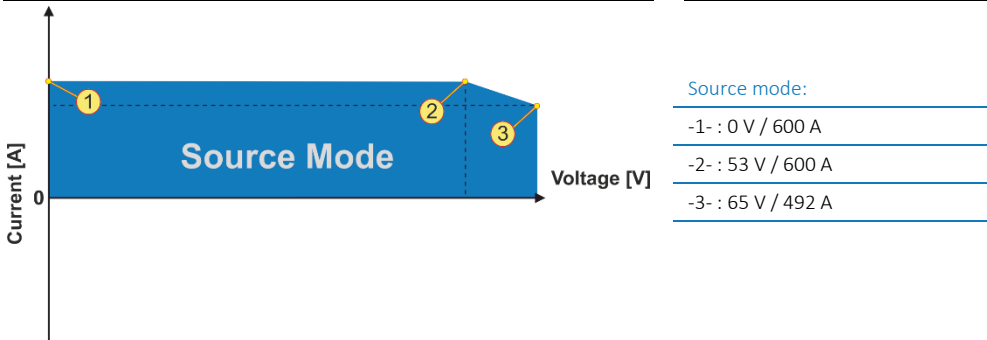 1
2
3
Source Mode
Current [A]
0
Voltage [V]
Source mode:
-1- : 0 V / 600 A
-2- : 53 V / 600 A
-3- : 65 V / 492 A